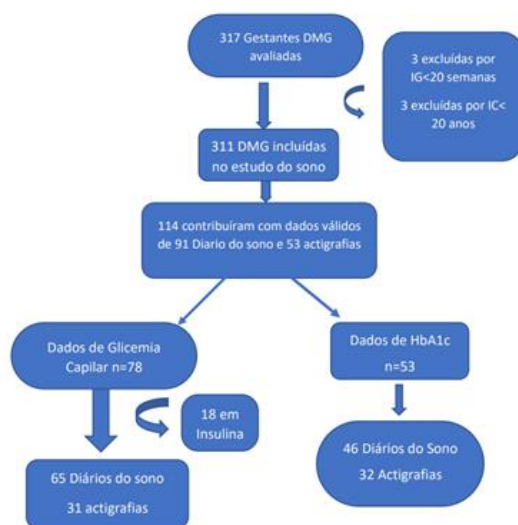 317 Gestantes DMG
avaliadas
3 excluídas por
IG<20 semanas
3 excluídas por IC<
20 anos
311 DMG incluídas
no estudo do sono
114 contribuíram com dados válidos
de 91 Diario do sono e 53 actigrafias
Dados de Glicemia
Capilar n=78
18 em
Insulina
65 Diários do sono
31 actigrafias
Dados de HbA1c
n=53
46 Diários do Sono
32 Actigrafias